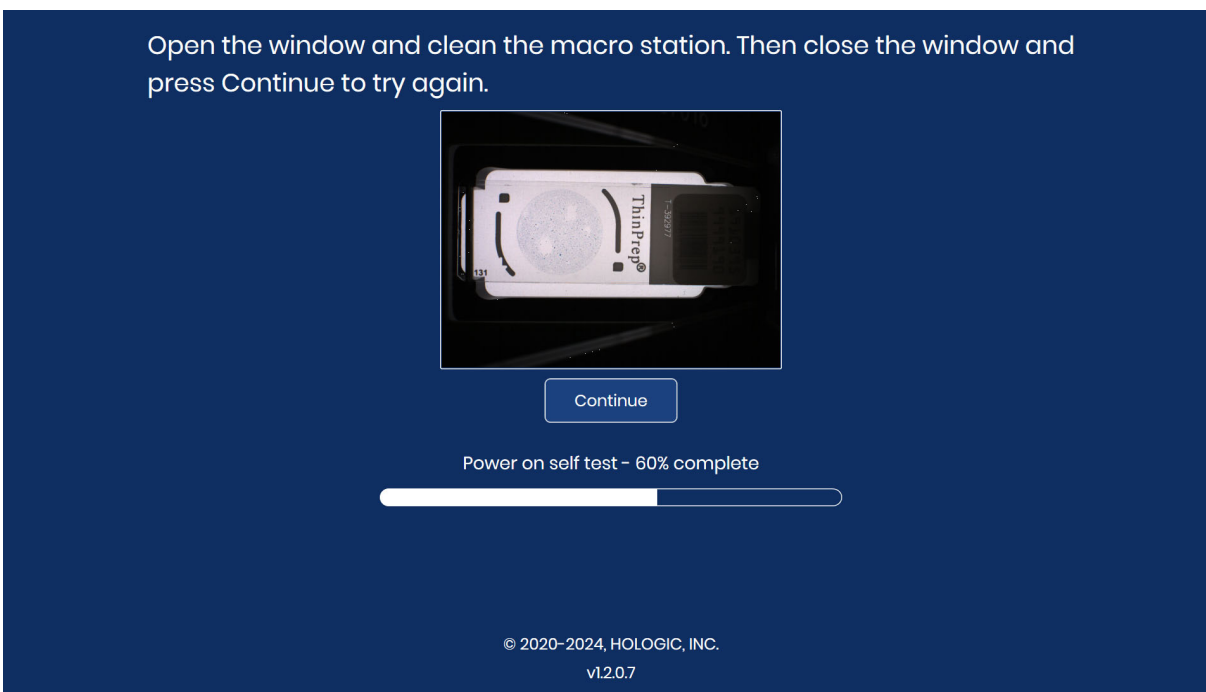 Open the window and clean the macro station. Then close the window and
press Continue to try again.
ThinPrep®
T-392977
131
Continue
Power on self test - 60% complete
© 2020-2024, HOLOGIC, INC.
v1.2.0.7